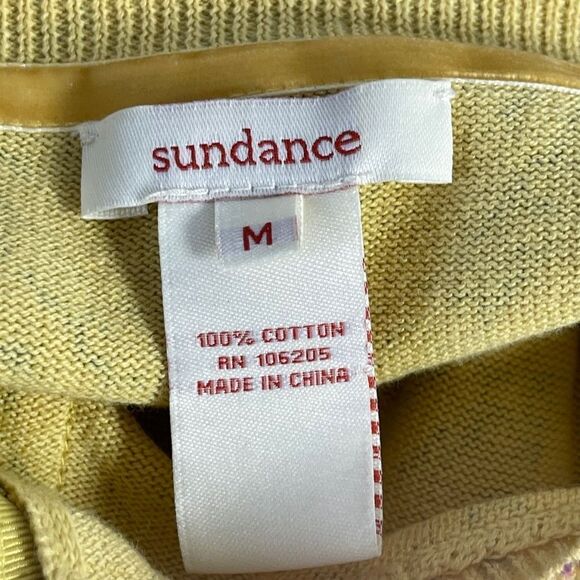 sundance
M
100% COTTON
RN 106205
MADE IN CHINA